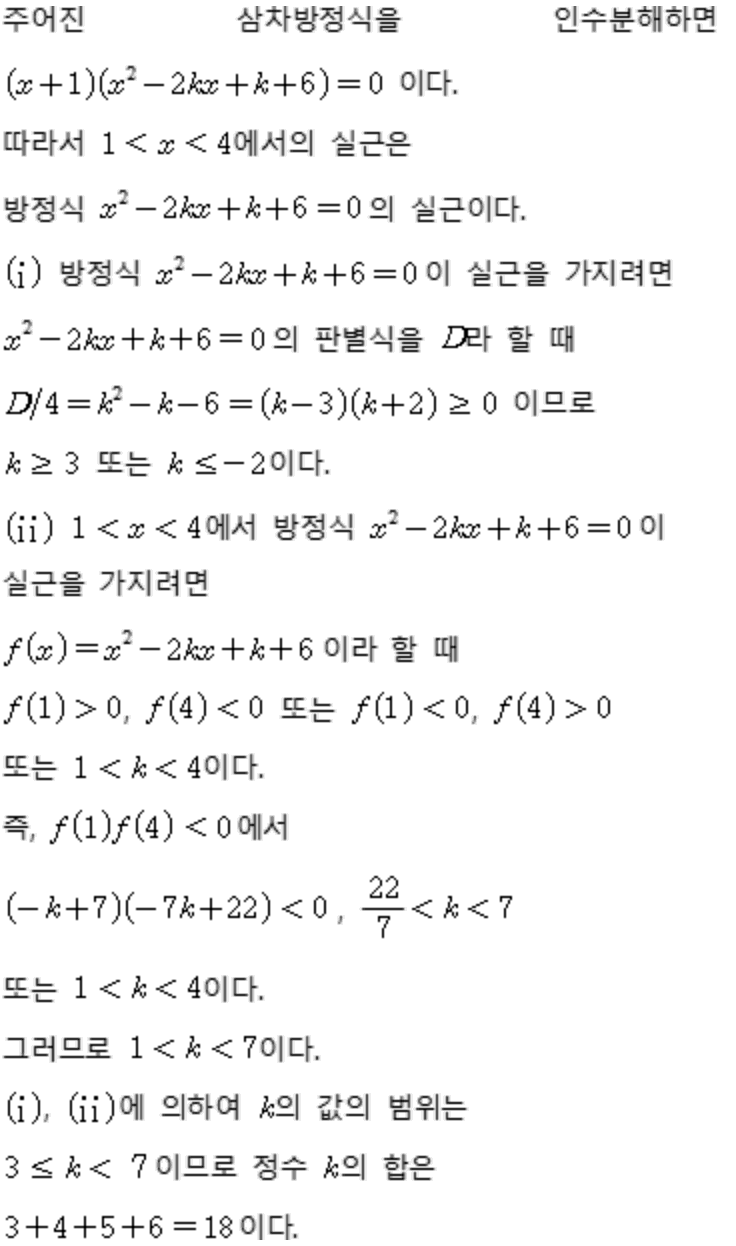 주어진 삼차방정식을 인수분해하면
(x+1)(x²-2kx+k+6)=0 이다.
따라서 1<x<4에서의 실근은
방정식 x²-2kx+k+6=0의 실근이다.
(i) 방정식 x²-2kx+k+6=0이 실근을 가지려면
x²-2kx+k+6=0의 판별식을 D라 할 때
D/4=k²-k-6=(k-3)(k+2)≥0 이므로
k≥3 또는 k≤-2이다.
(ii) 1<x<4에서 방정식 x²-2kx+k+6=0이
실근을 가지려면
f(x)=x²-2kx+k+6이라 할 때
f(1)>0, f(4)<0 또는 f(1)<0, f(4)>0
또는 1<k<4이다.
즉, f(1)f(4)<0에서
(-k+7)(-7k+22)<0, 22/7<k<7
또는 1<k<4이다.
그러므로 1<k<7이다.
(i), (ii)에 의하여 k의 값의 범위는
3≤k< 7이므로 정수 k의 합은
3+4+5+6=18이다.